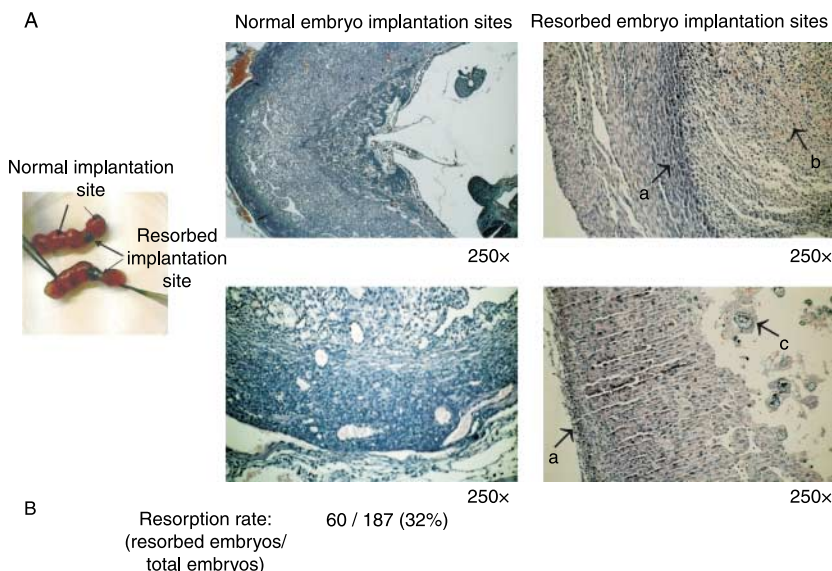 A
Normal embryo implantation sites
Resorbed embryo implantation sites
Normal implantation
site
Resorbed
implantation
site
a
b
250×
250×
a
c
250×
250×
B
Resorption rate:
60 / 187 (32%)
(resorbed embryos/
total embryos)